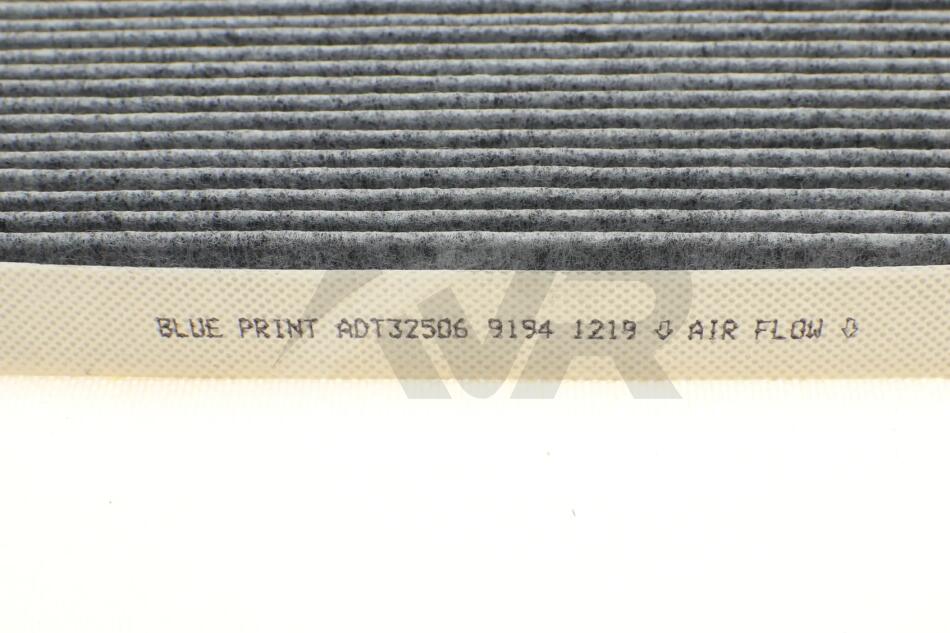 BLUE PRINT ADT32506 9194 1219 ⇩ AIR FLOW ⇩